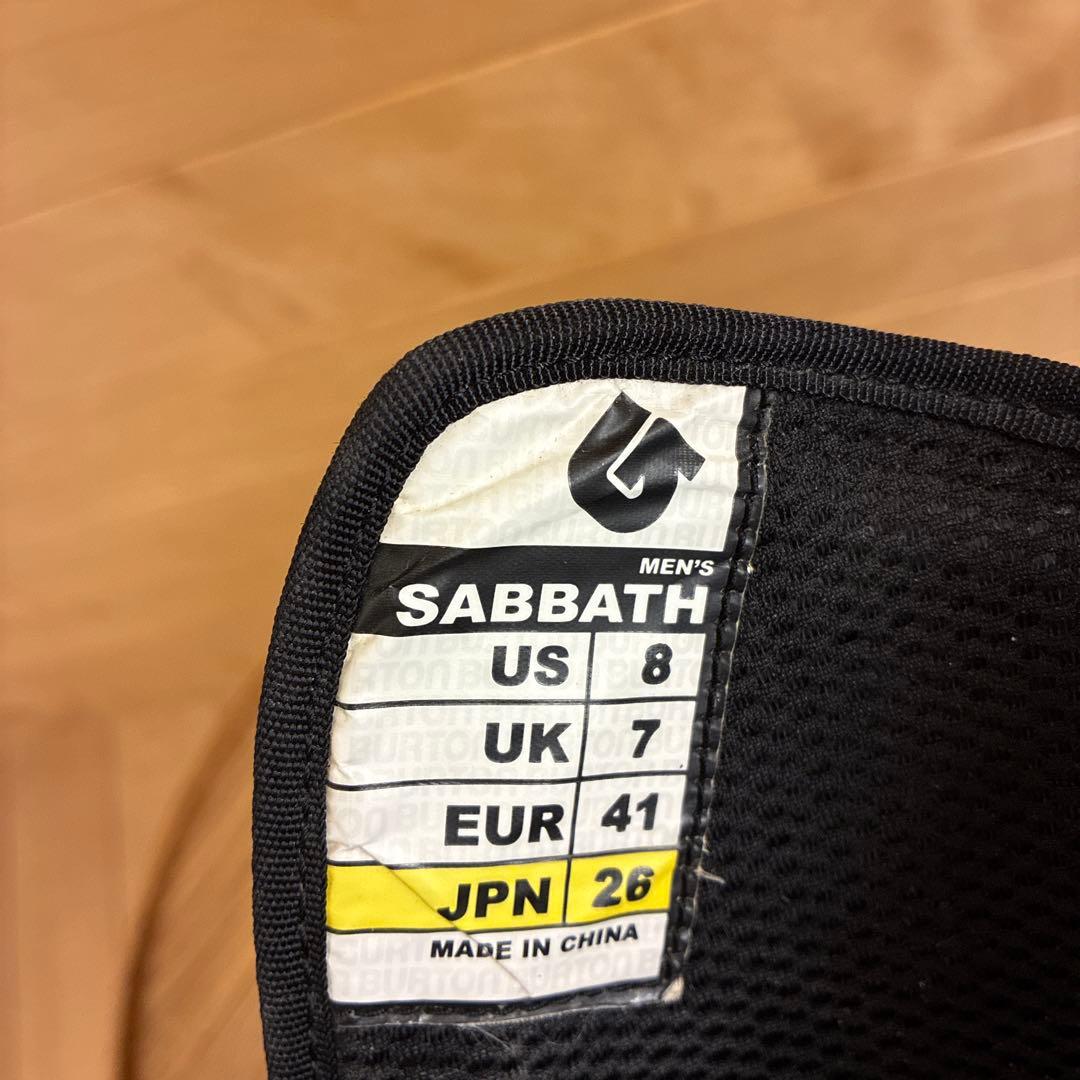 MEN'S
SABBATH
US 8
UK 7
EUR 41
JPN 26
MADE IN CHINA